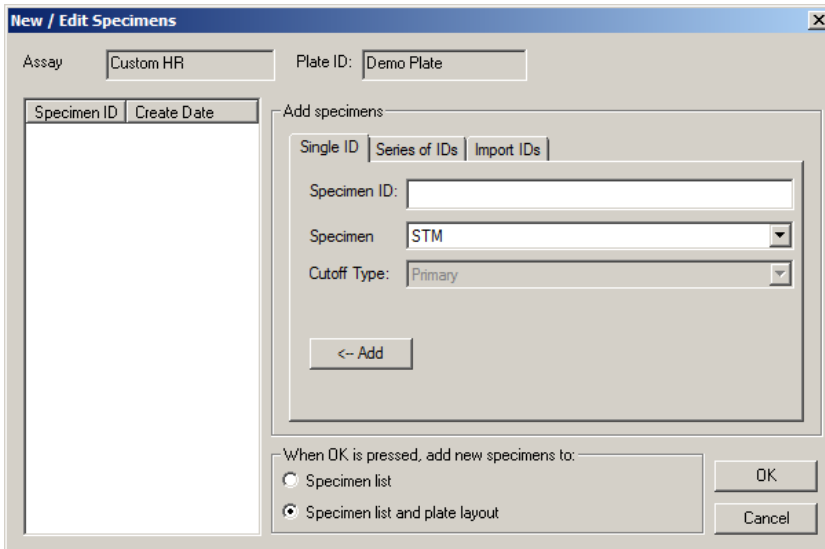 New / Edit Specimens
Assay Custom HR Plate ID: Demo Plate
Specimen ID Create Date
Add specimens
Single ID Series of IDs Import IDs
Specimen ID:
Specimen STM
Cutoff Type: Primary
<-- Add
When OK is pressed, add new specimens to:
Specimen list
Specimen list and plate layout
OK
Cancel